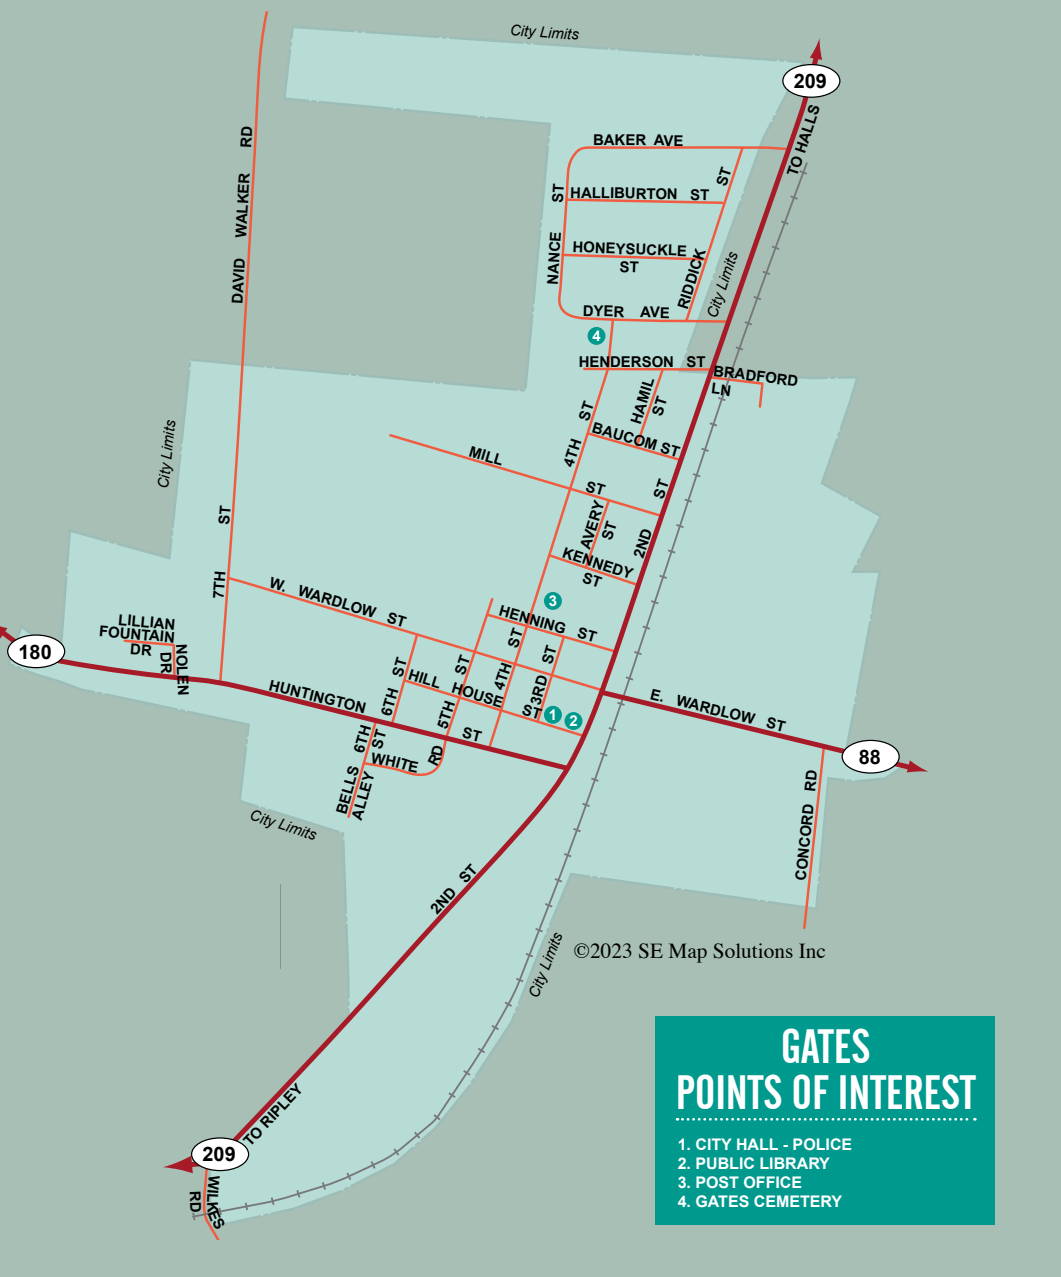 City Limits
209
TO HALLS
DAVID WALKER RD
BAKER AVE
HALLIBURTON ST
NANCE ST
HONEYSUCKLE
ST
RIDDICK ST
City Limits
DYER AVE
4
HENDERSON ST
BRADFORD
LN
HAMIL
ST
4TH ST
BAUCOM ST
City Limits
MILL ST
AVERY
ST
2ND ST
KENNEDY
ST
7TH ST
W. WARDLOW ST
3
HENNING ST
LILLIAN
FOUNTAIN
DR
NOLEN
DR
180
HUNTINGTON ST
6TH ST
HILL HOUSE ST
5TH ST
4TH ST
3RD ST
1
2
E. WARDLOW ST
88
6TH
ST
WHITE RD
BELLS
ALLEY
CONCORD RD
City Limits
2ND ST
City Limits
©2023 SE Map Solutions Inc
TO RIPLEY
209
WILKES
RD
GATES
POINTS OF INTEREST
1. CITY HALL - POLICE
2. PUBLIC LIBRARY
3. POST OFFICE
4. GATES CEMETERY